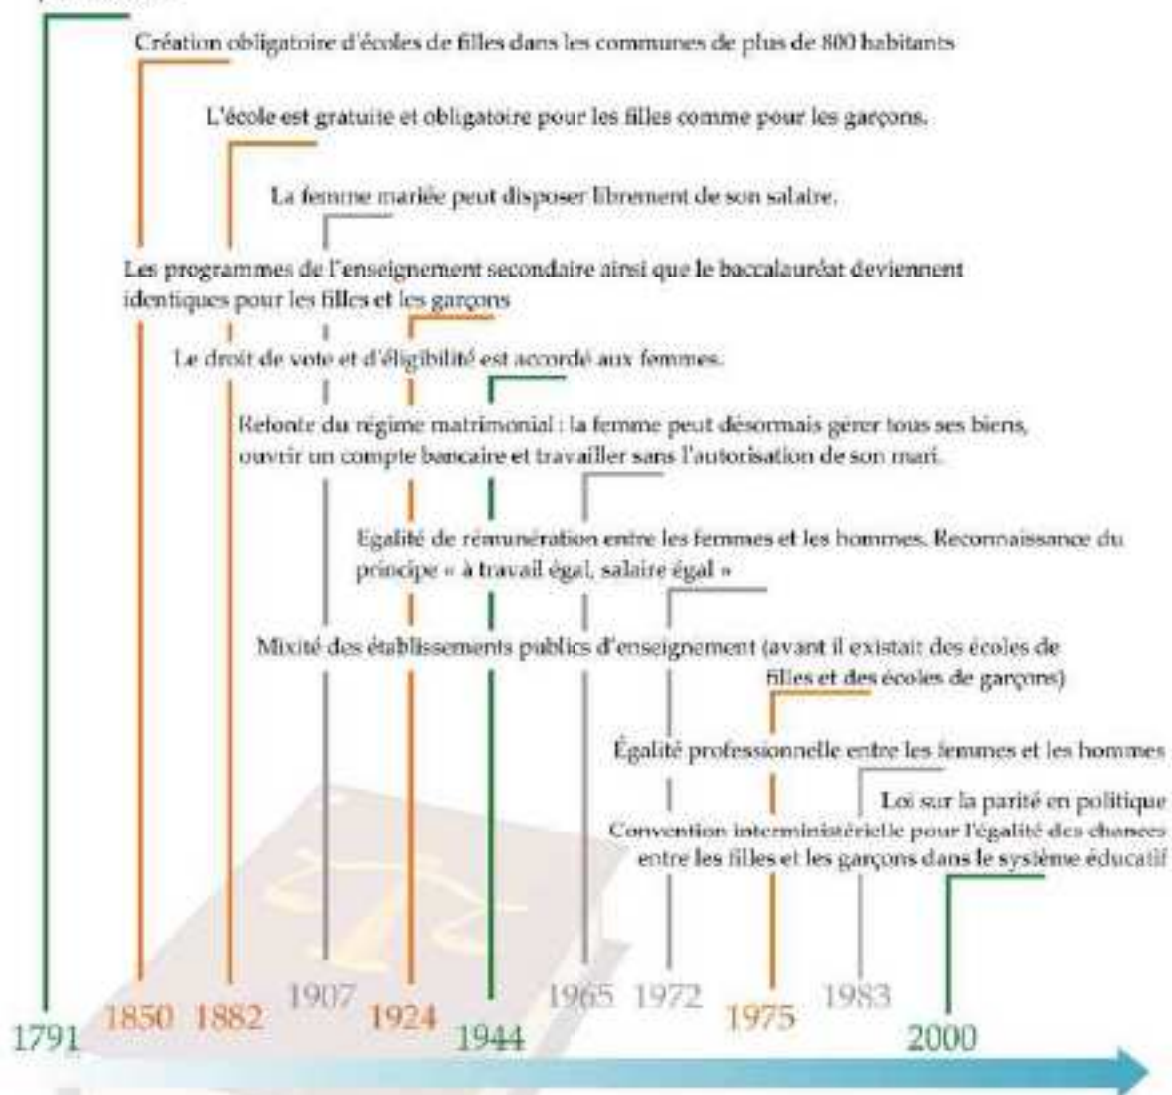 Création obligatoire d'écoles de filles dans les communes de plus de 800 habitants
L'école est gratuite et obligatoire pour les filles comme pour les garçons.
La femme mariée peut disposer librement de son salaire.
Les programmes de l'enseignement secondaire ainsi que le baccalauréat deviennent
identiques pour les filles et les garçons
Le droit de vote et d'éligibilité est accordé aux femmes.
Refonte du régime matrimonial : la femme peut désormais gérer tous ses biens,
ouvrir un compte bancaire et travailler sans l'autorisation de son mari.
Egalité de rémunération entre les femmes et les hommes. Reconnaissance du
principe « à travail égal, salaire égal »
Mixité des établissements publics d'enseignement (avant il existait des écoles de
filles et des écoles de garçons)
Égalité professionnelle entre les femmes et les hommes
Loi sur la parité en politique
Convention interministérielle pour l'égalité des chances
entre les filles et les garçons dans le système éducatif
1791 1850 1882 1907 1924 1944 1965 1972 1975 1983 2000